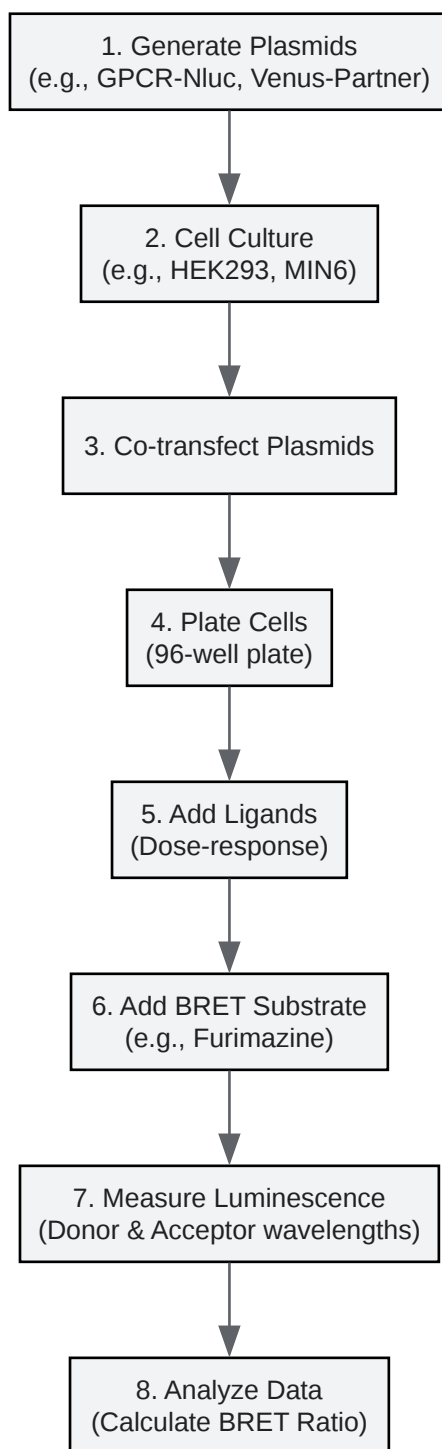 1. Generate Plasmids
(e.g., GPCR-Nluc, Venus-Partner)
2. Cell Culture
(e.g., HEK293, MIN6)
3. Co-transfect Plasmids
4. Plate Cells
(96-well plate)
5. Add Ligands
(Dose-response)
6. Add BRET Substrate
(e.g., Furimazine)
7. Measure Luminescence
(Donor & Acceptor wavelengths)
8. Analyze Data
(Calculate BRET Ratio)